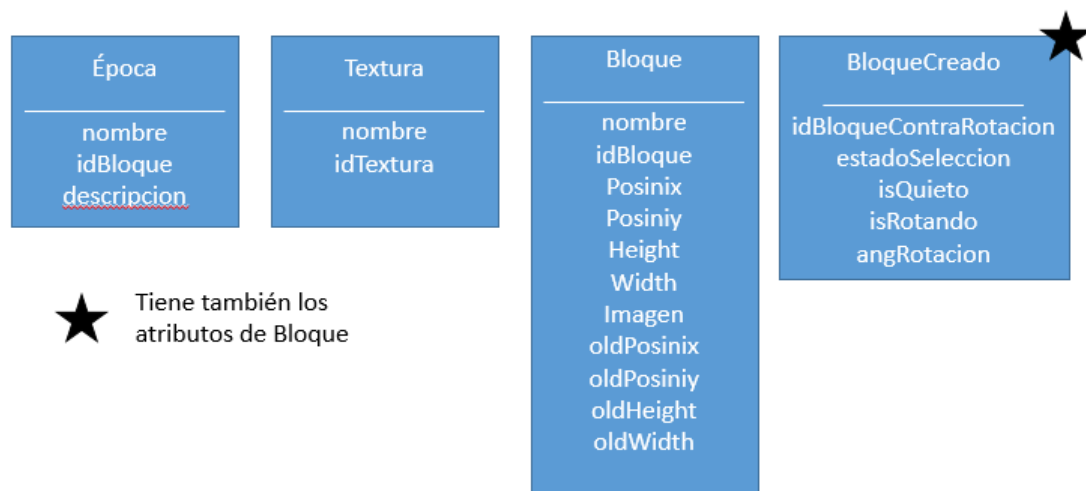 Época
nombre
idBloque
descripcion
Textura
nombre
idTextura
Bloque
nombre
idBloque
Posinix
Posiniy
Height
Width
Imagen
oldPosinix
oldPosiniy
oldHeight
oldWidth
BloqueCreado
idBloqueContraRotacion
estadoSeleccion
isQuieto
isRotando
angRotacion
Tiene también los
atributos de Bloque